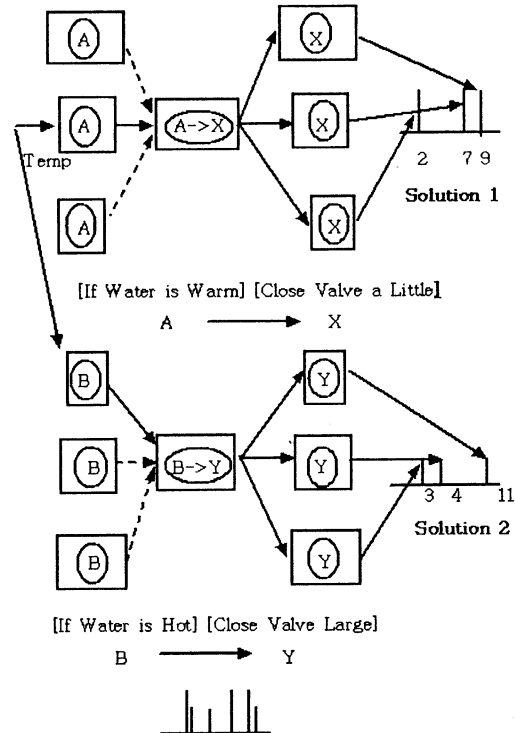 A
X
A
A->X
X
Temp
2 7 9
A
X
Solution 1
[If Water is Warm] [Close Valve a Little]
A X
B
Y
B
B->Y
Y
3 4 11
B
Y
Solution 2
[If Water is Hot] [Close Valve Large]
B Y